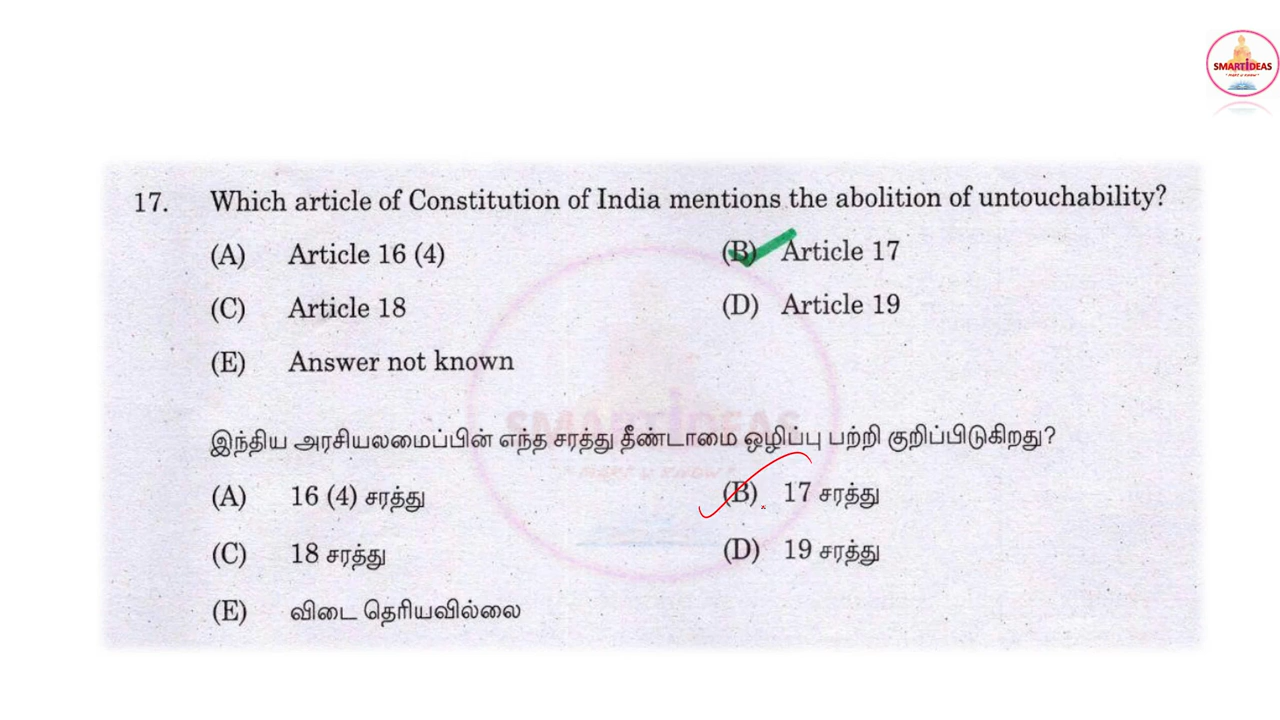 SMARTIDEAS
17. Which article of Constitution of India mentions the abolition of untouchability?
(A) Article 16 (4) (B) Article 17
(C) Article 18 (D) Article 19
(E) Answer not known
SMARTIDEAS
இந்திய அரசியலமைப்பின் எந்த சரத்து தீண்டாமை ஒழிப்பு பற்றி குறிப்பிடுகிறது?
(A) 16 (4) சரத்து (B) 17 சரத்து
(C) 18 சரத்து (D) 19 சரத்து
(E) விடை தெரியவில்லை